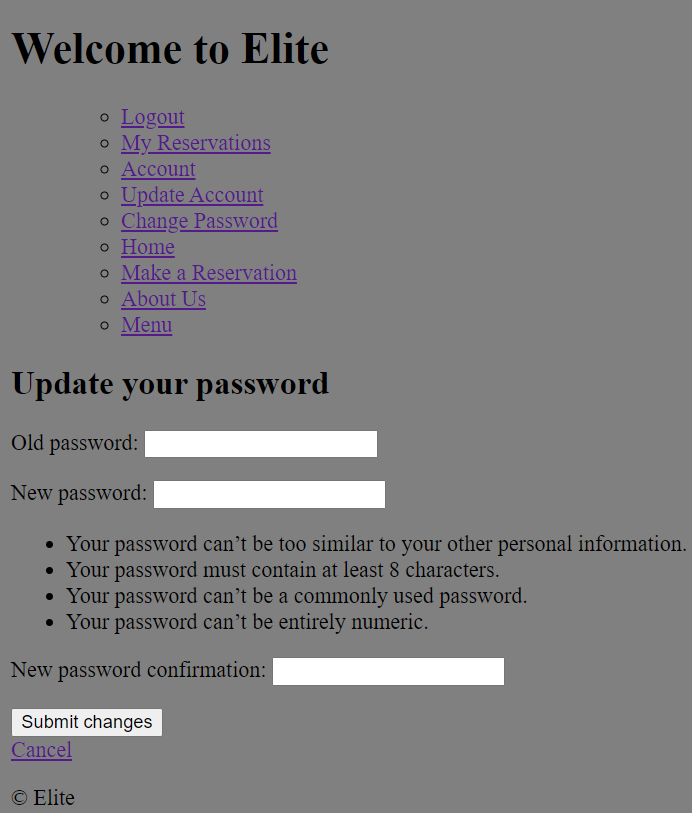 Welcome to Elite
Logout
My Reservations
Account
Update Account
Change Password
Home
Make a Reservation
About Us
Menu
Update your password
Old password:
New password:
Your password can’t be too similar to your other personal information.
Your password must contain at least 8 characters.
Your password can’t be a commonly used password.
Your password can’t be entirely numeric.
New password confirmation:
Submit changes
Cancel
© Elite